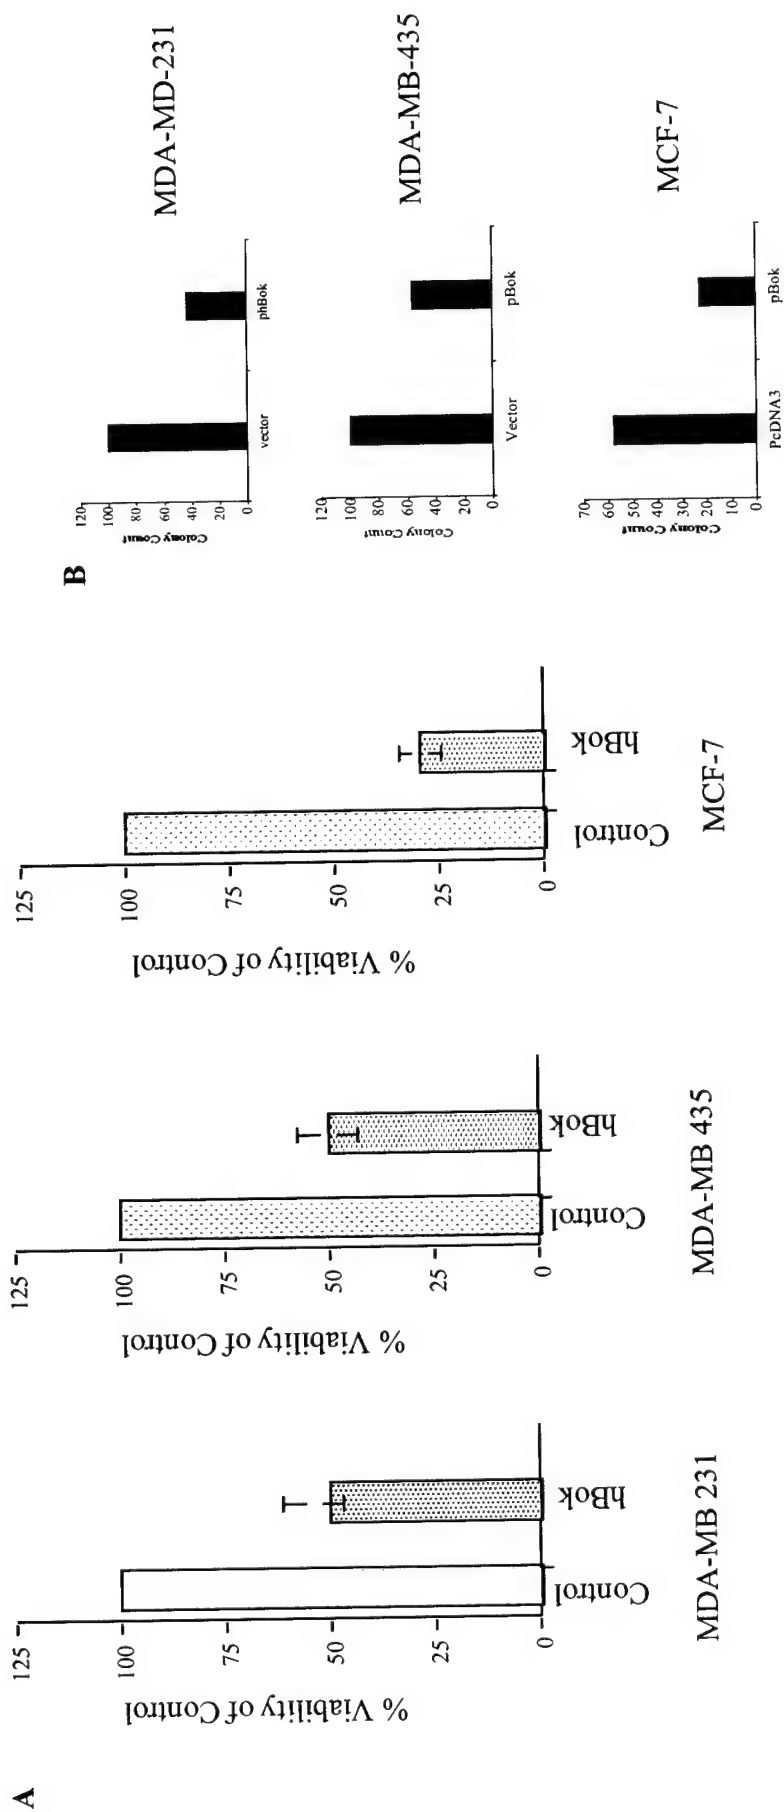 A
% Viability of Control
125
100
75
50
25
0
Control
hBok
MDA-MB 231
% Viability of Control
125
100
75
50
25
0
Control
hBok
MDA-MB 435
% Viability of Control
125
100
75
50
25
0
Control
hBok
MCF-7
B
Colony Count
120
100
80
60
40
20
0
vector
phBok
MDA-MD-231
Colony Count
120
100
80
60
40
20
0
Vector
pBok
MDA-MB-435
Colony Count
70
60
50
40
30
20
10
0
PcDNA3
pBok
MCF-7